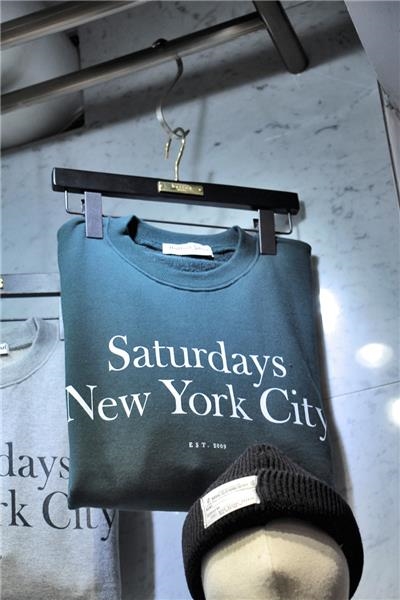 Saturdays
New York City
EST. 2009
days
rk City